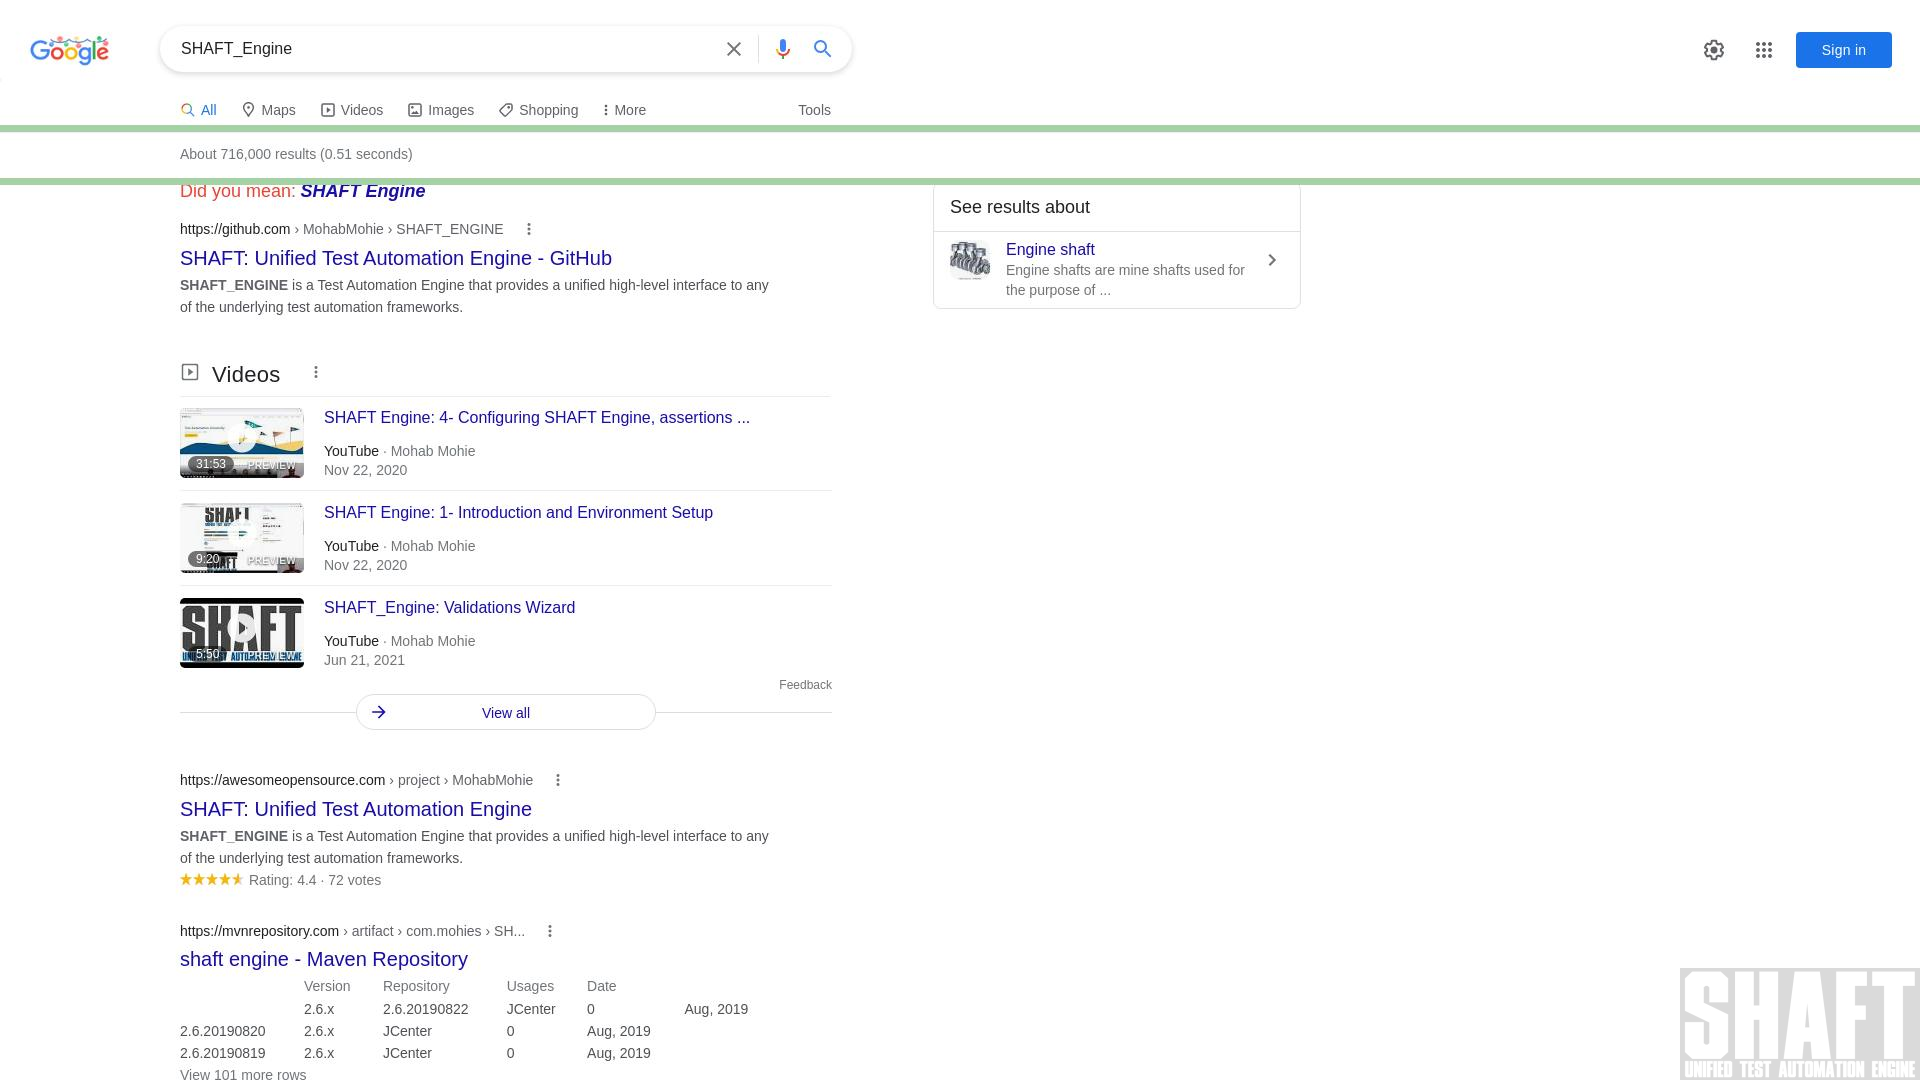 Google
SHAFT_Engine
Sign in
All
Maps
Videos
Images
Shopping
More
Tools
About 716,000 results (0.51 seconds)
Did you mean: SHAFT Engine
https://github.com › MohabMohie › SHAFT_ENGINE
SHAFT: Unified Test Automation Engine - GitHub
SHAFT_ENGINE is a Test Automation Engine that provides a unified high-level interface to any
of the underlying test automation frameworks.
See results about
Engine shaft
Engine shafts are mine shafts used for
the purpose of ...
Videos
31:53
PREVIEW
SHAFT Engine: 4- Configuring SHAFT Engine, assertions ...
YouTube · Mohab Mohie
Nov 22, 2020
SHAFT
9:20
PREVIEW
SHAFT Engine: 1- Introduction and Environment Setup
YouTube · Mohab Mohie
Nov 22, 2020
SHAFT
UNIFIED TEST AUTOMATION ENGINE
5:50
PREVIEW
SHAFT_Engine: Validations Wizard
YouTube · Mohab Mohie
Jun 21, 2021
Feedback
View all
https://awesomeopensource.com › project › MohabMohie
SHAFT: Unified Test Automation Engine
SHAFT_ENGINE is a Test Automation Engine that provides a unified high-level interface to any
of the underlying test automation frameworks.
Rating: 4.4 · 72 votes
https://mvnrepository.com › artifact › com.mohies › SH...
shaft engine - Maven Repository
Version Repository Usages Date
2.6.x 2.6.20190822 JCenter 0 Aug, 2019
2.6.20190820 2.6.x JCenter 0 Aug, 2019
2.6.20190819 2.6.x JCenter 0 Aug, 2019
View 101 more rows
SHAFT
UNIFIED TEST AUTOMATION ENGINE